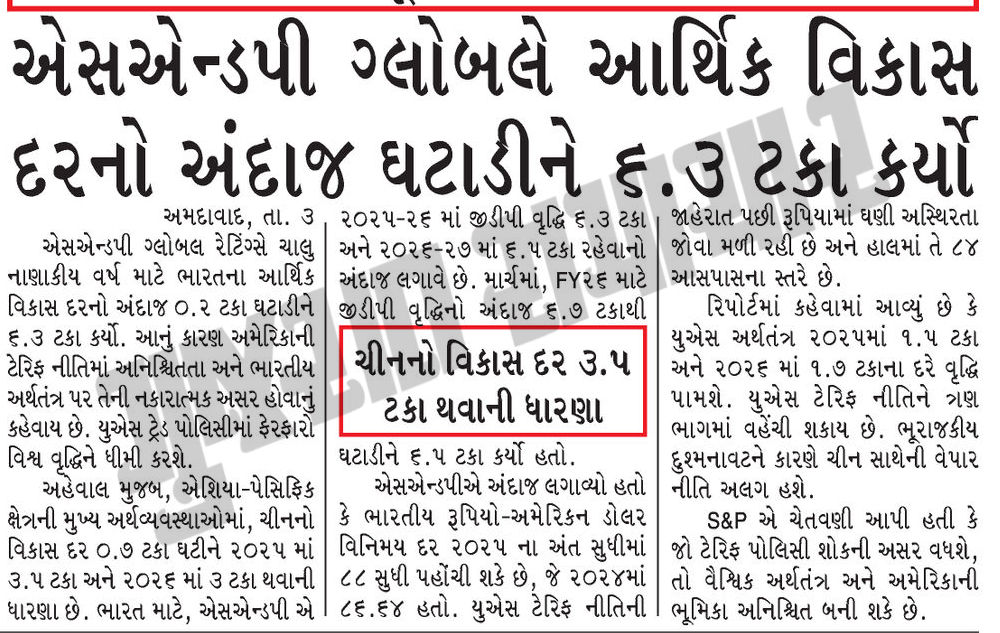 એસએન્ડપી ગ્લોબલે આર્થિક વિકાસ
દરનો અંદાજ ઘટાડીને ૬.૩ ટકા કર્યો
અમદાવાદ, તા. ૩
એસએન્ડપી ગ્લોબલ રેટિંગ્સે ચાલુ
નાણાકીય વર્ષ માટે ભારતના આર્થિક
વિકાસ દરનો અંદાજ ૦.૨ ટકા ઘટાડીને
૬.૩ ટકા કર્યો. આનું કારણ અમેરિકાની
ટેરિફ નીતિમાં અનિશ્ચિતતા અને ભારતીય
અર્થતંત્ર પર તેની નકારાત્મક અસર હોવાનું
કહેવાય છે. યુએસ ટ્રેડ પોલિસીમાં ફેરફારો
વિશ્વ વૃદ્ધિને ધીમી કરશે.
અહેવાલ મુજબ, એશિયા-પેસિફિક
ક્ષેત્રની મુખ્ય અર્થવ્યવસ્થાઓમાં, ચીનનો
વિકાસ દર ૦.૭ ટકા ઘટીને ૨૦૨૫ માં
૩.૫ ટકા અને ૨૦૨૬ માં ૩ ટકા થવાની
ધારણા છે. ભારત માટે, એસએન્ડપી એ
૨૦૨૫-૨૬ માં જીડીપી વૃદ્ધિ ૬.૩ ટકા
અને ૨૦૨૬-૨૭ માં ૬.૫ ટકા રહેવાનો
અંદાજ લગાવે છે. માર્ચમાં, FY૨૬ માટે
જીડીપી વૃદ્ધિનો અંદાજ ૬.૭ ટકાથી
ચીનનો વિકાસ દર ૩.૫
ટકા થવાની ધારણા
ઘટાડીને ૬.૫ ટકા કર્યો હતો.
એસએન્ડપીએ અંદાજ લગાવ્યો હતો
કે ભારતીય રૂપિયો-અમેરિકન ડોલર
વિનિમય દર ૨૦૨૫ ના અંત સુધીમાં
૮૮ સુધી પહોંચી શકે છે, જે ૨૦૨૪માં
૮૬.૬૪ હતો. યુએસ ટેરિફ નીતિની
જાહેરાત પછી રૂપિયામાં ઘણી અસ્થિરતા
જોવા મળી રહી છે અને હાલમાં તે ૮૪
આસપાસના સ્તરે છે.
રિપોર્ટમાં કહેવામાં આવ્યું છે કે
યુએસ અર્થતંત્ર ૨૦૨૫માં ૧.૫ ટકા
અને ૨૦૨૬ માં ૧.૭ ટકાના દરે વૃદ્ધિ
પામશે. યુએસ ટેરિફ નીતિને ત્રણ
ભાગમાં વહેંચી શકાય છે. ભૂરાજકીય
દુશ્મનાવટને કારણે ચીન સાથેની વેપાર
નીતિ અલગ હશે.
S&P એ ચેતવણી આપી હતી કે
જો ટેરિફ પોલિસી શોકની અસર વધશે,
તો વૈશ્વિક અર્થતંત્ર અને અમેરિકાની
ભૂમિકા અનિશ્ચિત બની શકે છે.